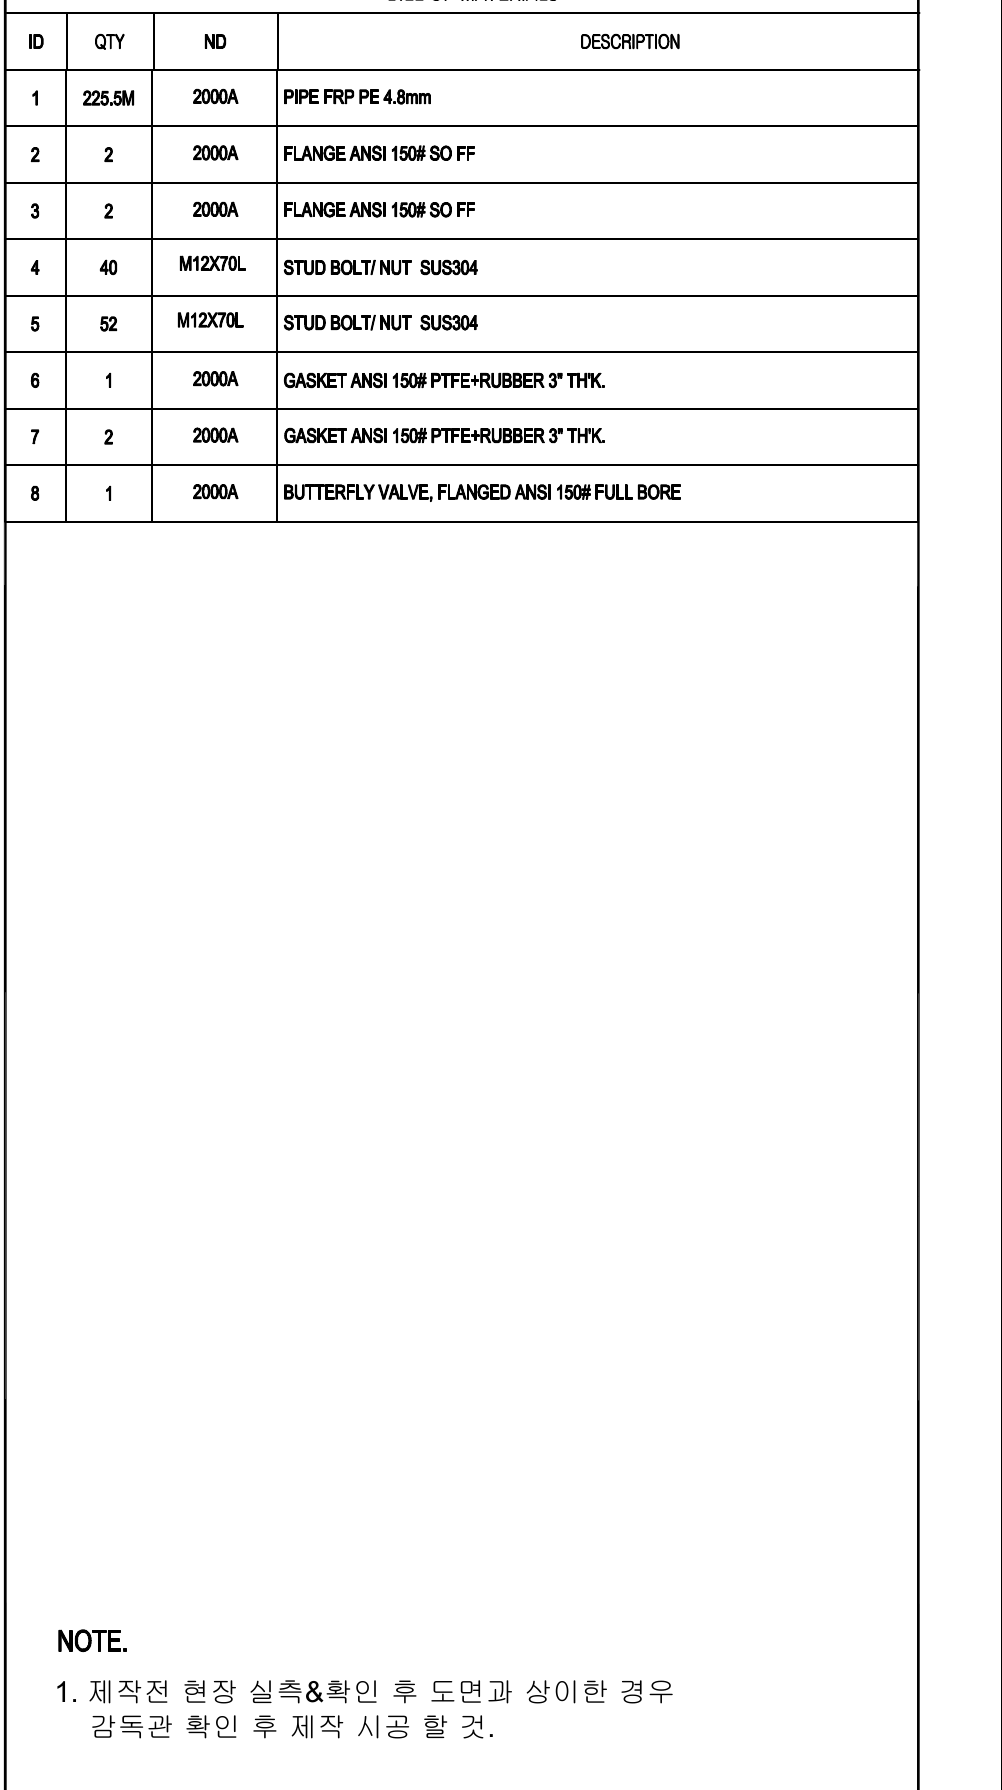 ID QTY ND DESCRIPTION
1 225.5M 2000A PIPE FRP PE 4.8mm
2 2 2000A FLANGE ANSI 150# SO FF
3 2 2000A FLANGE ANSI 150# SO FF
4 40 M12X70L STUD BOLT/ NUT SUS304
5 52 M12X70L STUD BOLT/ NUT SUS304
6 1 2000A GASKET ANSI 150# PTFE+RUBBER 3" TH'K.
7 2 2000A GASKET ANSI 150# PTFE+RUBBER 3" TH'K.
8 1 2000A BUTTERFLY VALVE, FLANGED ANSI 150# FULL BORE
NOTE.
1. 제작전 현장 실측&확인 후 도면과 상이한 경우
감독관 확인 후 제작 시공 할 것.